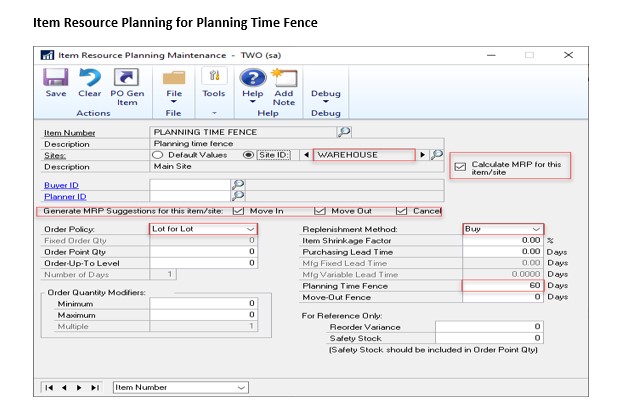 Item Resource Planning for Planning Time Fence
Item Resource Planning Maintenance - TWO (sa)
Save Clear PO Gen Item File Tools Help Add Note Debug
Actions File Help Debug
Item Number PLANNING TIME FENCE
Description Planning time fence
Sites: Default Values Site ID: WAREHOUSE
Description Main Site
Calculate MRP for this item/site
Buyer ID
Planner ID
Generate MRP Suggestions for this item/site: Move In Move Out Cancel
Order Policy: Lot for Lot
Fixed Order Qty 0
Order Point Qty 0
Order-Up-To Level 0
Number of Days 1
Order Quantity Modifiers:
Minimum 0
Maximum 0
Multiple 1
Replenishment Method: Buy
Item Shrinkage Factor 0.00 %
Purchasing Lead Time 0.00 Days
Mfg Fixed Lead Time 0.00 Days
Mfg Variable Lead Time 0.0000 Days
Planning Time Fence 60 Days
Move-Out Fence 0 Days
For Reference Only:
Reorder Variance 0
Safety Stock 0
(Safety Stock should be included in Order Point Qty)
Item Number